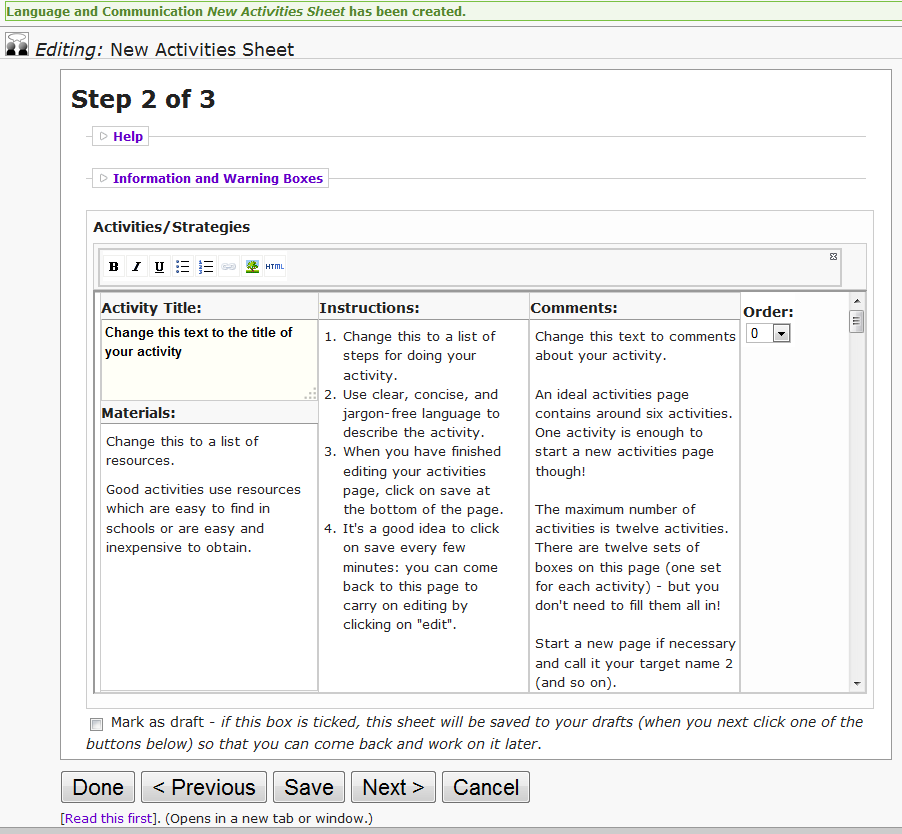 Language and Communication New Activities Sheet has been created.
Editing: New Activities Sheet
Step 2 of 3
Help
Information and Warning Boxes
Activities/Strategies
B I U HTML
Activity Title:
Change this text to the title of
your activity
Materials:
Change this to a list of
resources.
Good activities use resources
which are easy to find in
schools or are easy and
inexpensive to obtain.
Instructions:
1. Change this to a list of
steps for doing your
activity.
2. Use clear, concise, and
jargon-free language to
describe the activity.
3. When you have finished
editing your activities
page, click on save at
the bottom of the page.
4. It's a good idea to click
on save every few
minutes: you can come
back to this page to
carry on editing by
clicking on "edit".
Comments:
Change this text to comments
about your activity.
An ideal activities page
contains around six activities.
One activity is enough to
start a new activities page
though!
The maximum number of
activities is twelve activities.
There are twelve sets of
boxes on this page (one set
for each activity) - but you
don't need to fill them all in!
Start a new page if necessary
and call it your target name 2
(and so on).
Order:
0
Mark as draft - if this box is ticked, this sheet will be saved to your drafts (when you next click one of the
buttons below) so that you can come back and work on it later.
Done < Previous Save Next > Cancel
[Read this first]. (Opens in a new tab or window.)